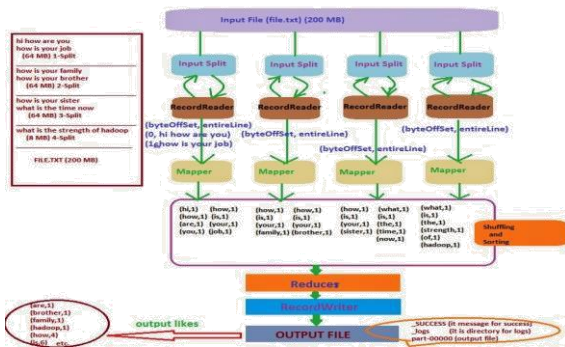 Input File (file.txt) (200 MB)
hi how are you
how is your job
(64 MB) 1-Split
how is your family
how is your brother
(64 MB) 2-Split
how is your sister
what is the time now
(64 MB) 3-Split
what is the strength of hadoop
(8 MB) 4-Split
FILE.TXT (200 MB)
Input Split Input Split Input Split Input Split
RecordReader RecordReader RecordReader RecordReader
(byteOffSet, entireLine)
(0, hi how are you)
(16,how is your job)
(byteOffSet, entireLine)
(byteOffSet, entireLine)
(byteOffSet, entireLine)
Mapper Mapper Mapper Mapper
(hi,1) (how,1) (how,1) (how,1) (how,1) (what,1) (what,1)
(how,1) (is,1) (is,1) (is,1) (is,1) (is,1) (is,1)
(are,1) (your,1) (your,1) (your,1) (your,1) (the,1) (the,1)
(you,1) (job,1) (family,1) (brother,1) (sister,1) (time,1) (strength,1)
(now,1) (of,1)
(hadoop,1)
Shuffling
and
Sorting
Reduces
RecordWriter
OUTPUT FILE
output likes
(are,1)
(brother,1)
(family,1)
(hadoop,1)
(how,4)
(is,6) etc.
_SUCCESS (it message for success)
_logs (it is directory for logs)
part-00000 (output file)